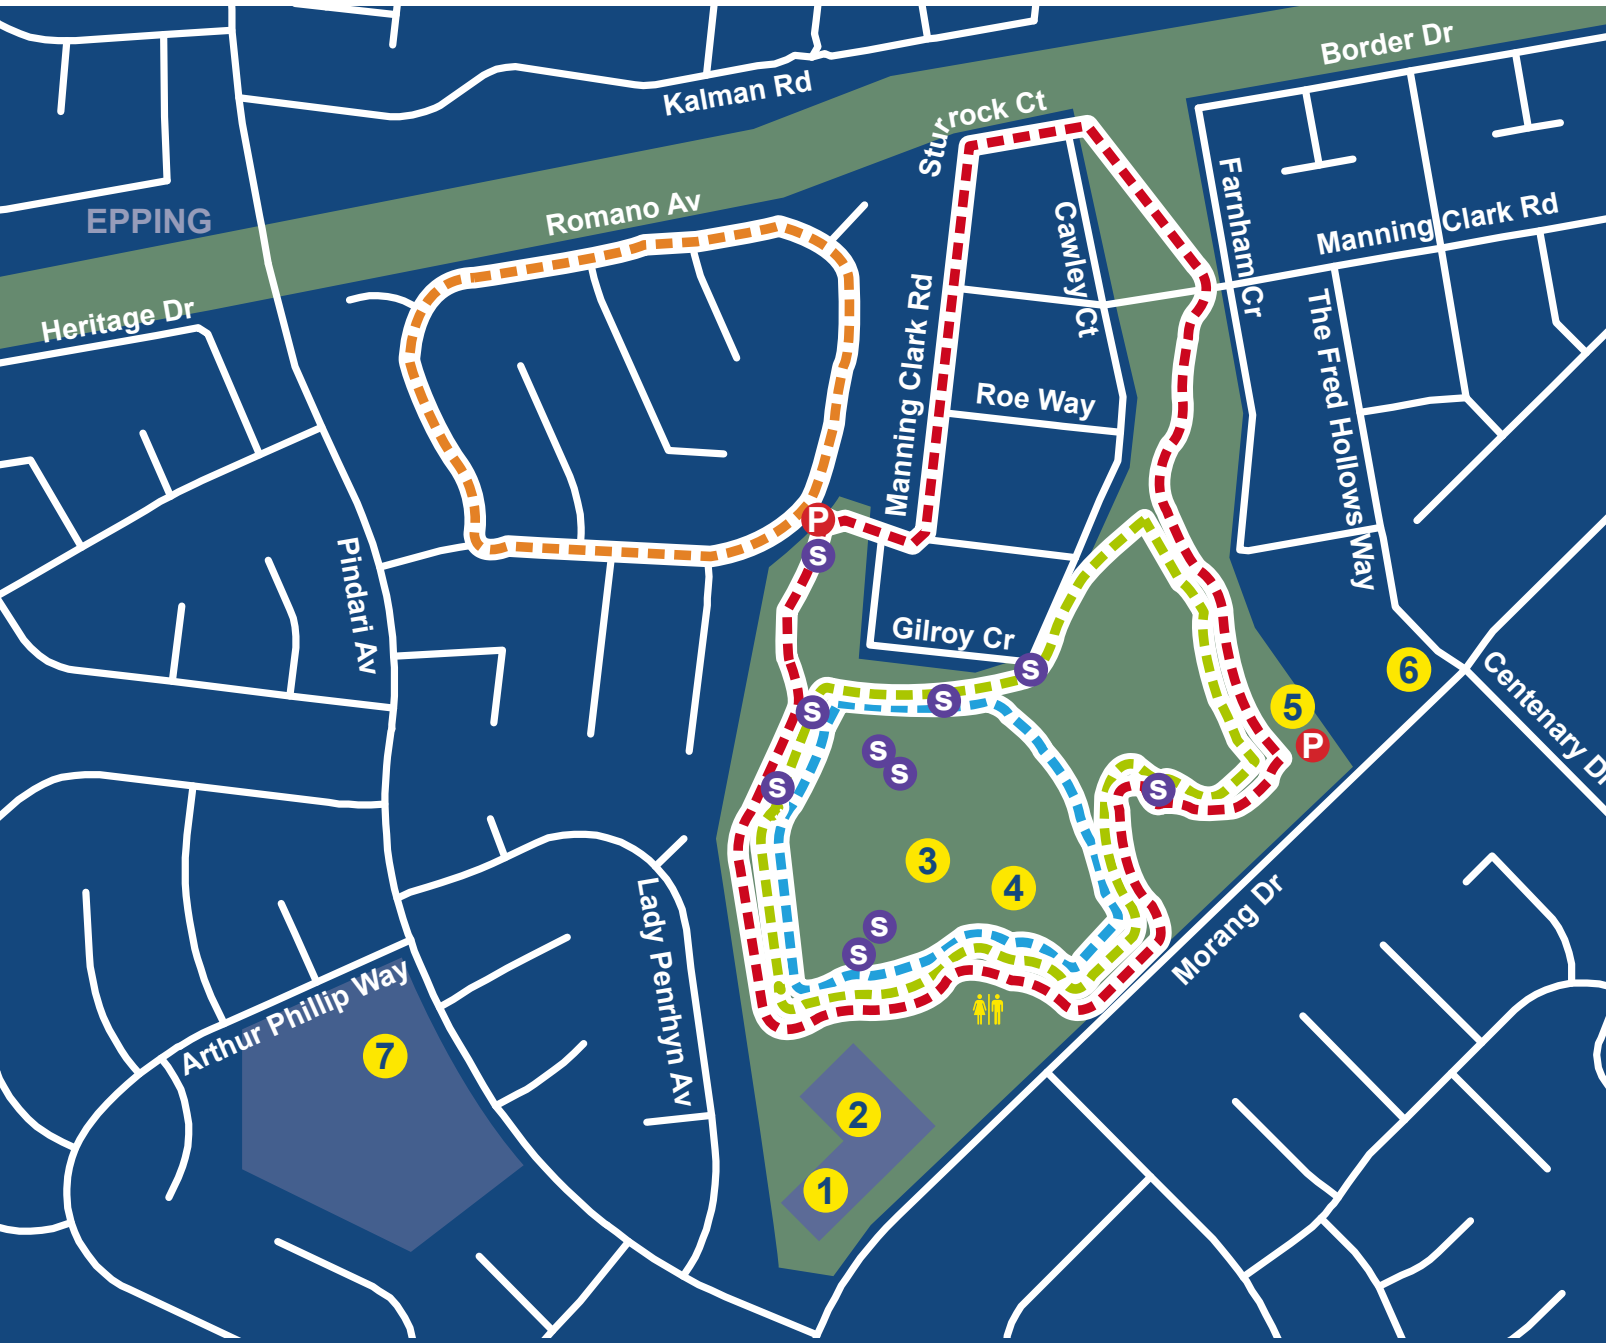 Border Dr
Kalman Rd
Sturrock Ct
EPPING
Romano Av
Farnham Cr
Manning Clark Rd
Cawley Ct
Heritage Dr
Manning Clark Rd
The Fred Hollows Way
Roe Way
P
S
Pindari Av
Gilroy Cr
S
6
Centenary Dr
S
S
5
P
S
S
S
S
3
4
Lady Penrhyn Av
S
S
Morang Dr
Arthur Phillip Way
7
2
1